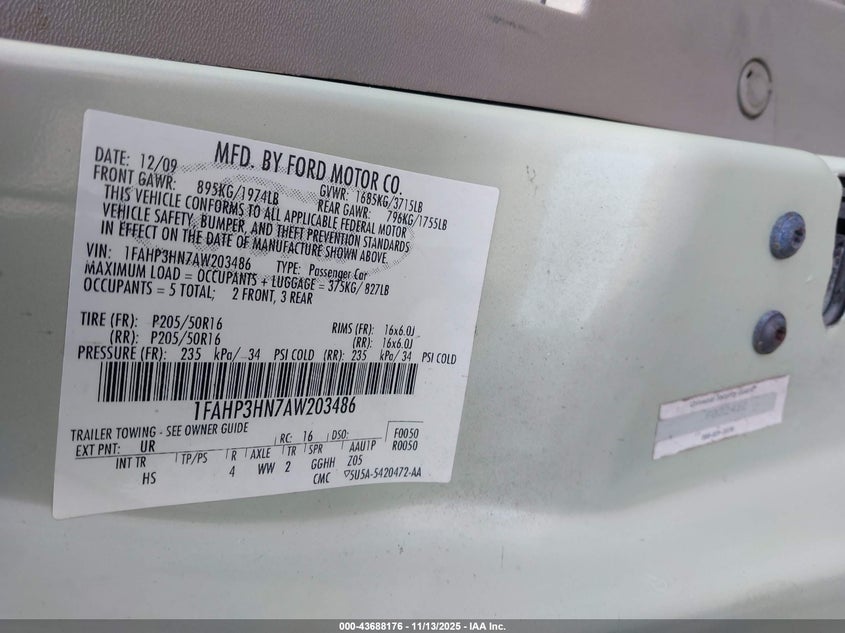 MFD. BY FORD MOTOR CO.
DATE: 12/09
GVWR: 1685KG/3715LB
FRONT GAWR: 895KG/1974LB REAR GAWR: 796KG/1755LB
THIS VEHICLE CONFORMS TO ALL APPLICABLE FEDERAL MOTOR
VEHICLE SAFETY, BUMPER, AND THEFT PREVENTION STANDARDS
IN EFFECT ON THE DATE OF MANUFACTURE SHOWN ABOVE.
VIN: 1FAHP3HN7AW203486 TYPE: Passenger Car
MAXIMUM LOAD = OCCUPANTS + LUGGAGE = 375KG/ 827LB
OCCUPANTS = 5 TOTAL; 2 FRONT, 3 REAR
TIRE (FR): P205/50R16 RIMS (FR): 16x6.0J
(RR): P205/50R16 (RR): 16x6.0J
PRESSURE (FR): 235 kPa/ 34 PSI COLD (RR): 235 kPa/ 34 PSI COLD
1FAHP3HN7AW203486
TRAILER TOWING - SEE OWNER GUIDE
EXT PNT: UR RC: 16 DSO: F0050
R0050
INT TR TP/PS R AXLE TR SPR AAU1P
HS 4 WW 2 GGHH Z05
CMC 5U5A-5420472-AA
Universal Security Guard
000-43688176 - 11/13/2025 - IAA Inc.